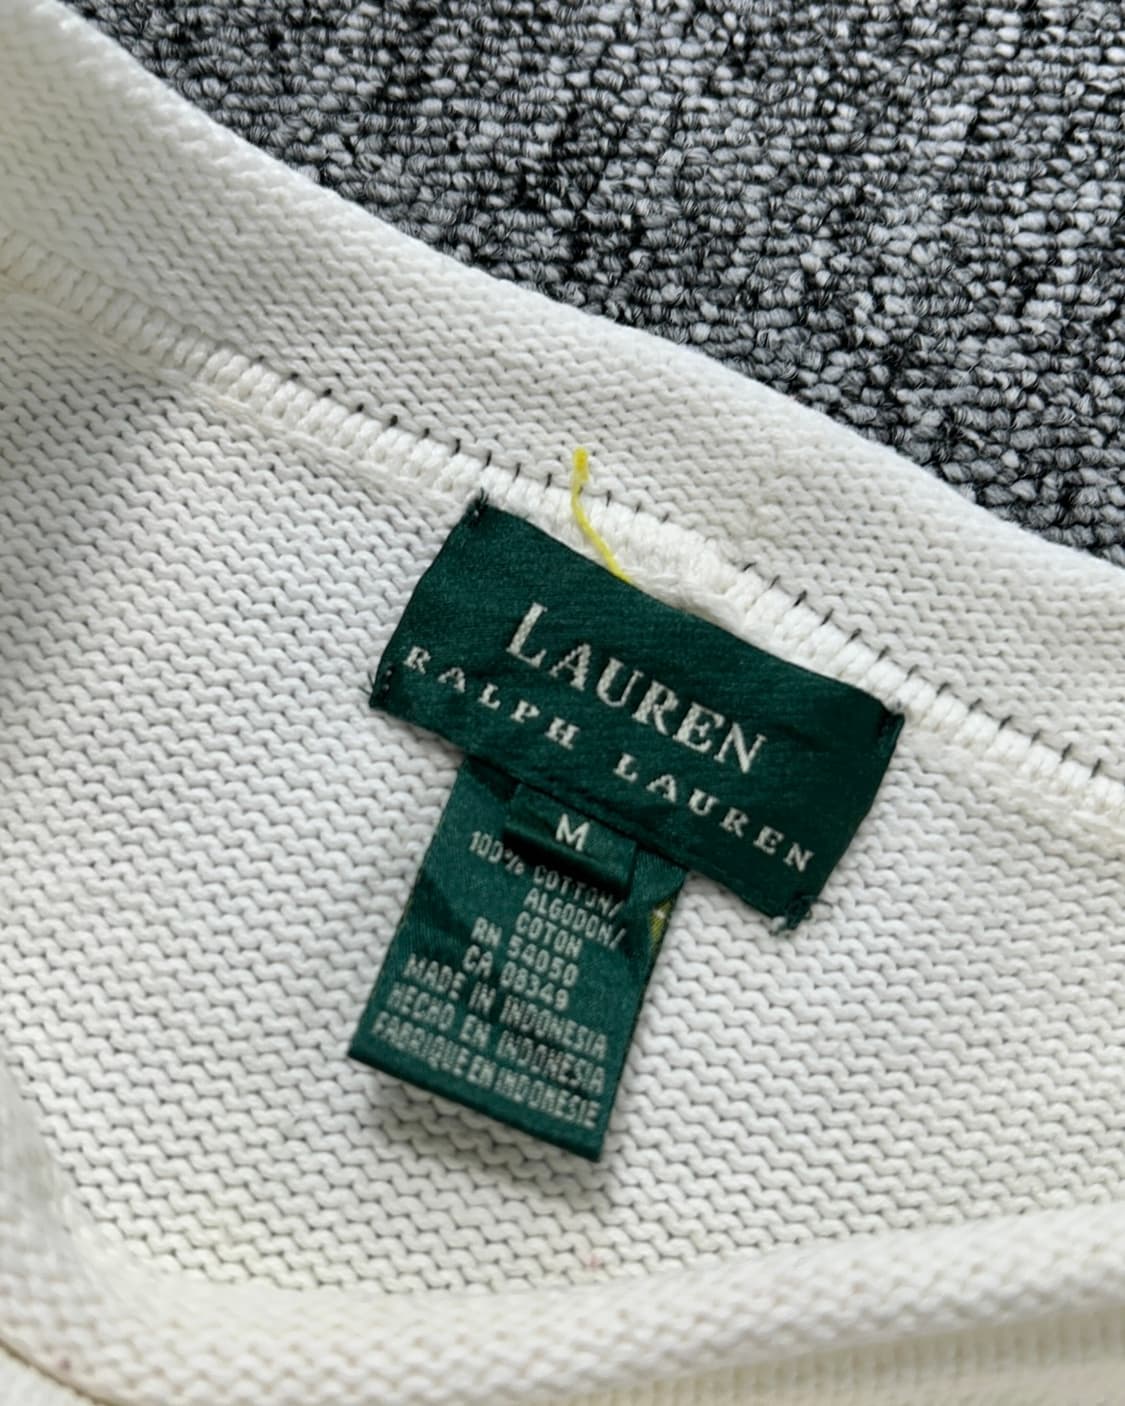 LAUREN
RALPH LAUREN
M
100% COTTON/
ALGODON/
COTON
RN 54050
CA 08349
MADE IN INDONESIA
HECHO EN INDONESIA
FABRIQUE EN INDONESIE